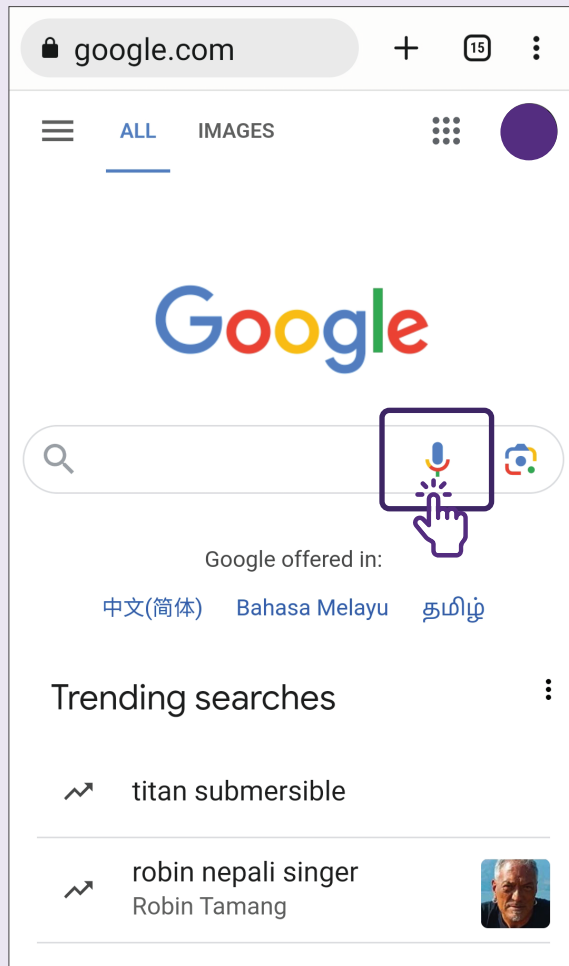 google.com
15
ALL IMAGES
Google
Google offered in:
中文(简体) Bahasa Melayu தமிழ்
Trending searches
titan submersible
robin nepali singer
Robin Tamang